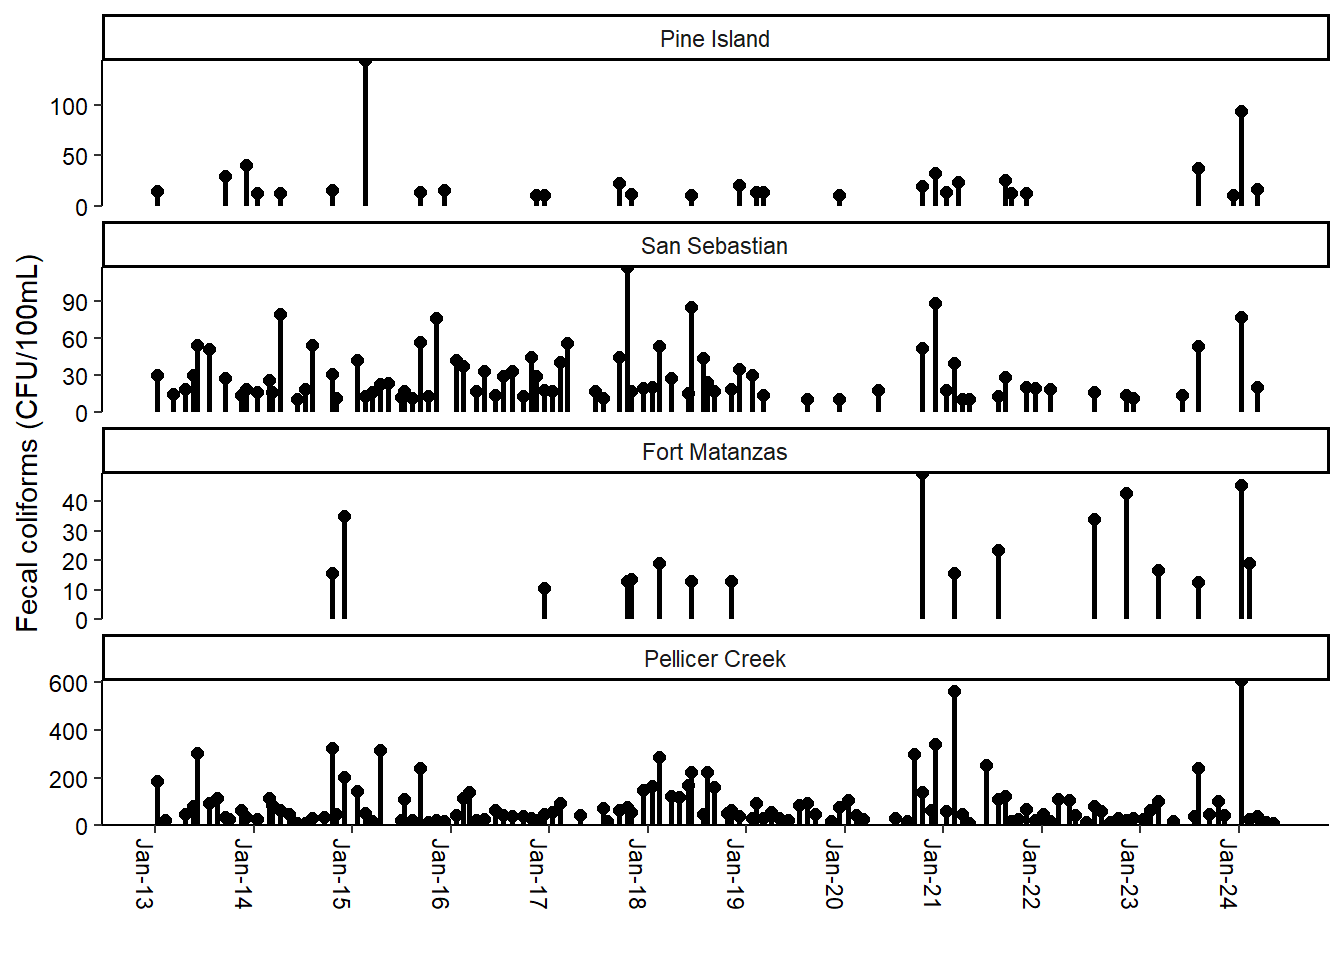 Fecal coliforms (CFU/100mL)
Pine Island
100
50
0
San Sebastian
90
60
30
0
Fort Matanzas
40
30
20
10
0
Pellicer Creek
600
400
200
0
Jan-13
Jan-14
Jan-15
Jan-16
Jan-17
Jan-18
Jan-19
Jan-20
Jan-21
Jan-22
Jan-23
Jan-24